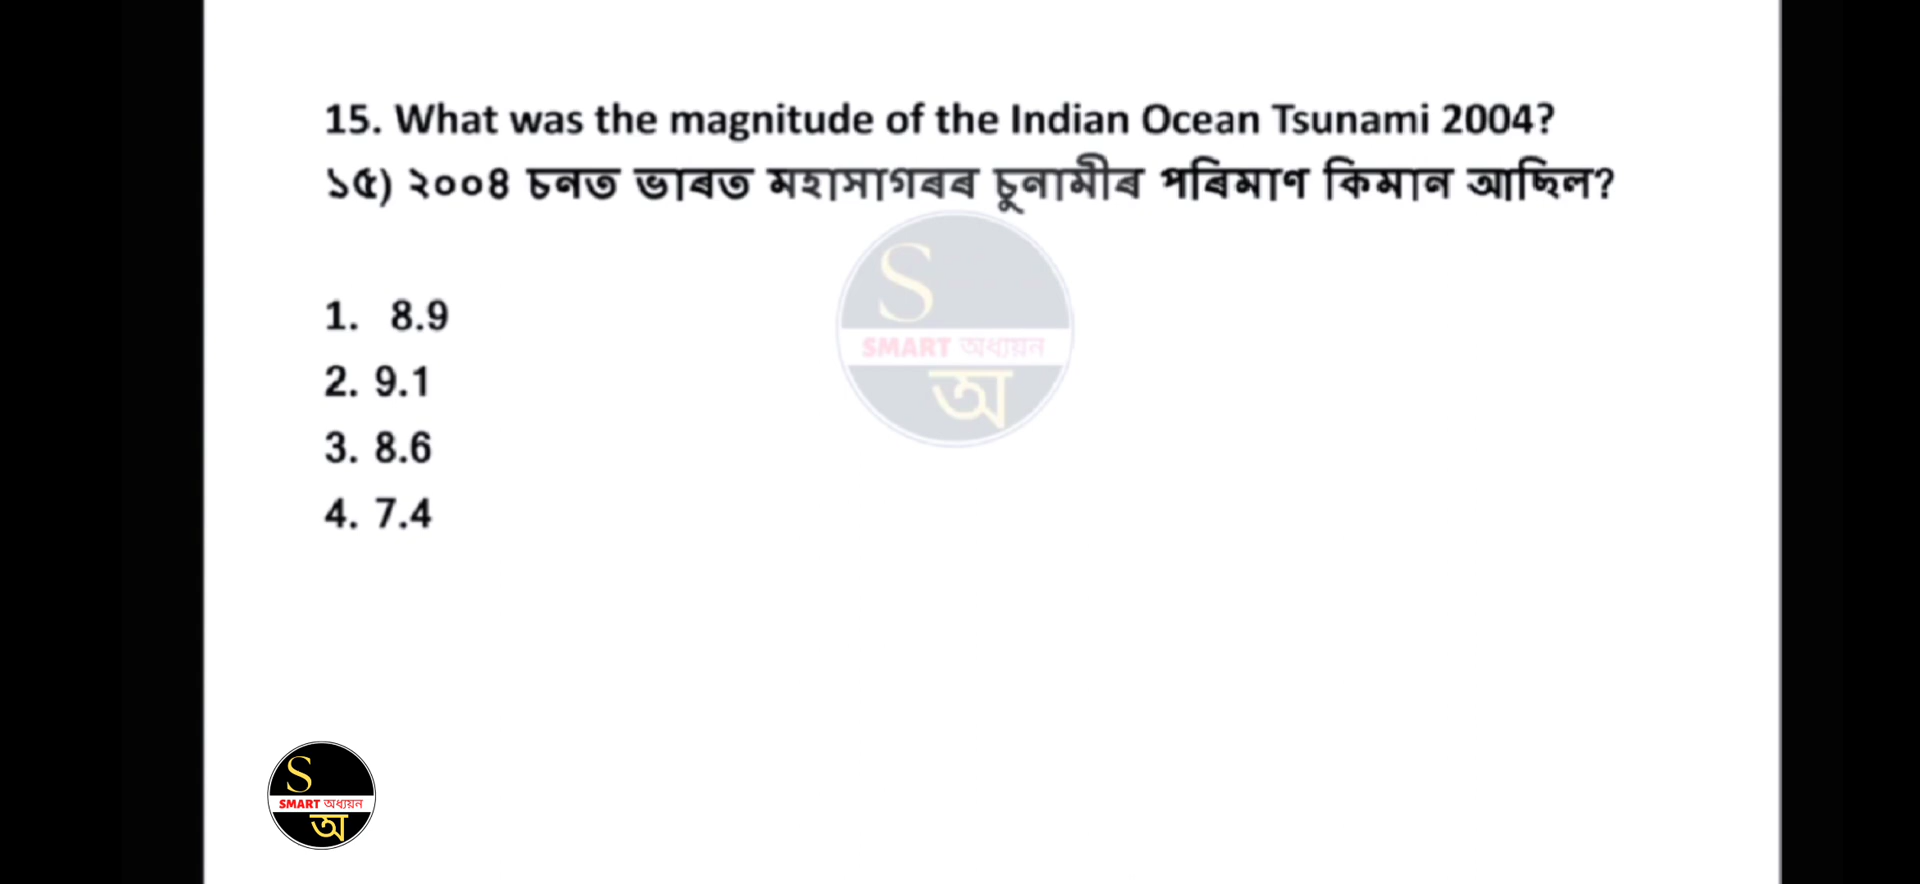 15. What was the magnitude of the Indian Ocean Tsunami 2004?
১৫) ২০০৪ চনত ভাৰত মহাসাগৰৰ চুনামীৰ পৰিমাণ কিমান আছিল?
S
SMART অধ্যয়ন
অ
1. 8.9
2. 9.1
3. 8.6
4. 7.4
S
SMART অধ্যয়ন
অ